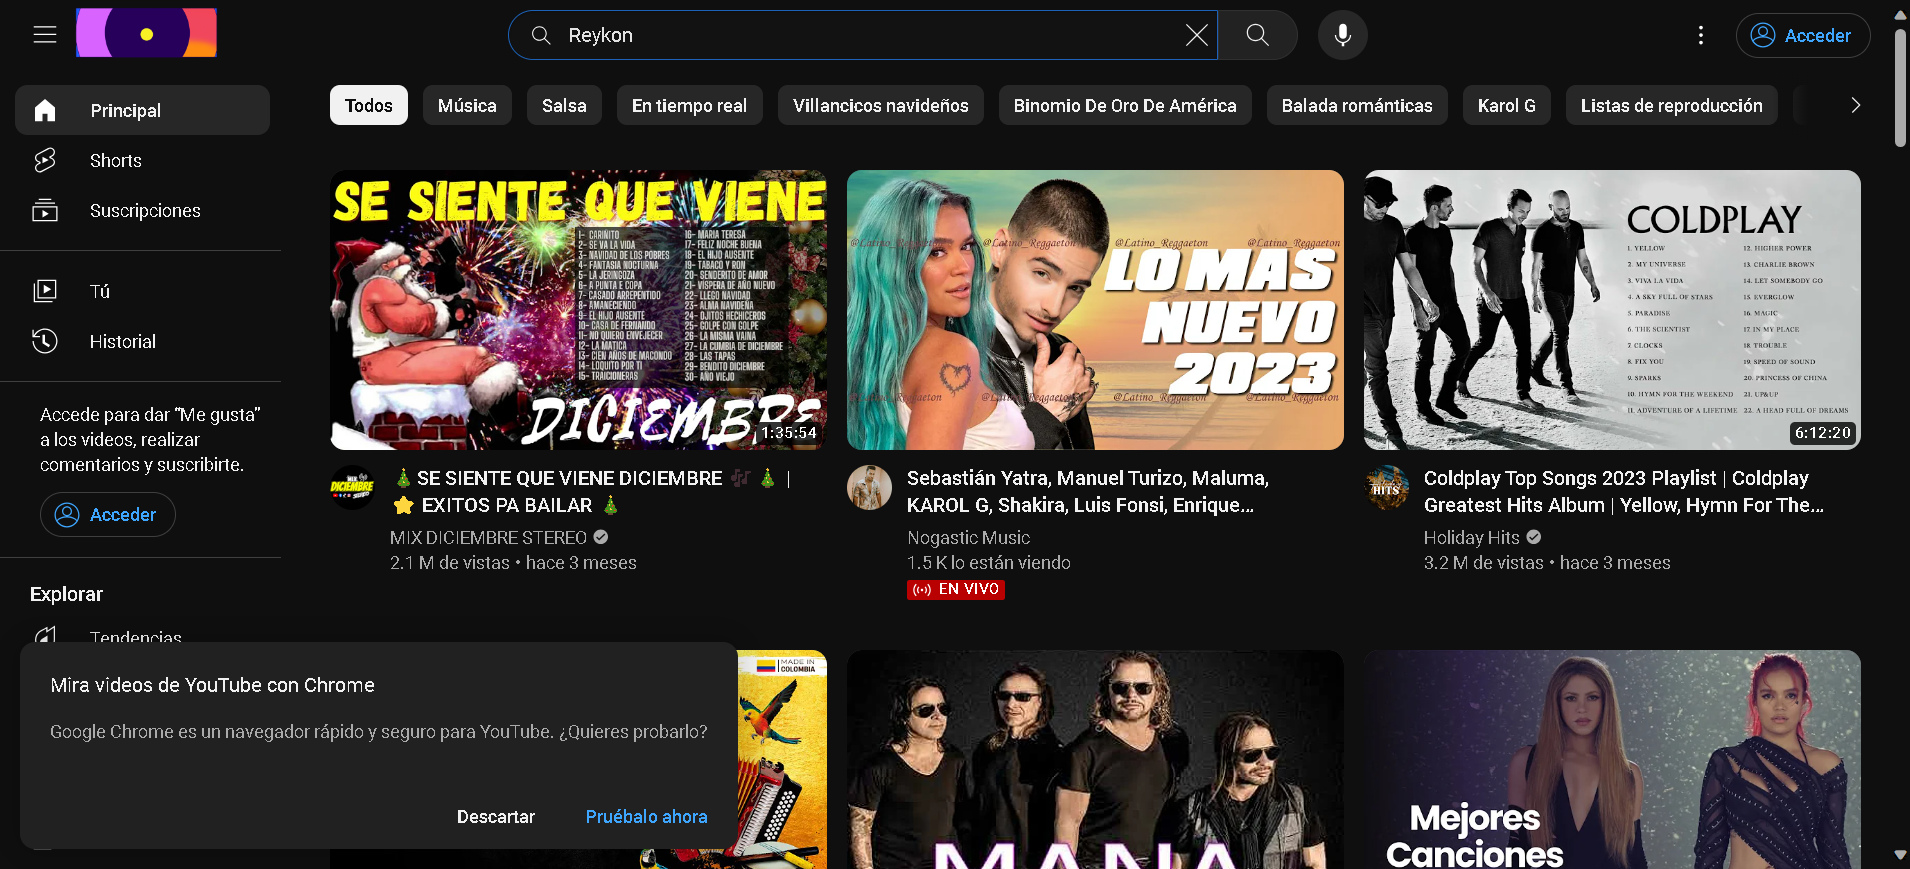 Reykon
Acceder
Principal
Shorts
Suscripciones
Tú
Historial
Accede para dar “Me gusta”
a los videos, realizar
comentarios y suscribirte.
Acceder
Explorar
Tendencias
Todos
Música
Salsa
En tiempo real
Villancicos navideños
Binomio De Oro De América
Balada románticas
Karol G
Listas de reproducción
SE SIENTE QUE VIENE
1- CARIÑITO
2- SE VA LA VIDA
3- NAVIDAD DE LOS POBRES
4- FANTASIA NOCTURNA
5- LA JERINGOZA
6- A PUNTA E COPA
7- CASADO ARREPENTIDO
8- AMANECIENDO
9- EL HIJO AUSENTE
10- CASA DE FERNANDO
11- NO QUIERO ENVEJECER
12- LA MATICA
13- CIEN AÑOS DE MACONDO
14- LOQUITO POR TI
15- TRAICIONERAS
16- MARIA TERESA
17- FELIZ NOCHE BUENA
18- EL HIJO AUSENTE
19- TABACO Y RON
20- SENDERITO DE AMOR
21- VISPERA DE AÑO NUEVO
22- LLEGO NAVIDAD
23- ALMA NAVIDEÑA
24- OJITOS HECHICEROS
25- GOLPE CON GOLPE
26- LA MISMA VAINA
27- LA CUMBIA DE DICIEMBRE
28- LAS TAPAS
29- BENDITO DICIEMBRE
30- AÑO VIEJO
DICIEMBRE
1:35:54
MIX
DICIEMBRE
STEREO
SE SIENTE QUE VIENE DICIEMBRE |
EXITOS PA BAILAR
MIX DICIEMBRE STEREO
2.1 M de vistas • hace 3 meses
@Latino_Reggaeton @Latino_Reggaeton @Latino_Reggaeton @Latino_Reggaeton
LO MAS
NUEVO
2023
@Latino_Reggaeton @Latino_Reggaeton @Latino_Reggaeton @Latino_Reggaeton
Sebastián Yatra, Manuel Turizo, Maluma,
KAROL G, Shakira, Luis Fonsi, Enrique...
Nogastic Music
1.5 K lo están viendo
EN VIVO
COLDPLAY
1. YELLOW
2. MY UNIVERSE
3. VIVA LA VIDA
4. A SKY FULL OF STARS
5. PARADISE
6. THE SCIENTIST
7. CLOCKS
8. FIX YOU
9. SPARKS
10. HYMN FOR THE WEEKEND
11. ADVENTURE OF A LIFETIME
12. HIGHER POWER
13. CHARLIE BROWN
14. LET SOMEBODY GO
15. EVERGLOW
16. MAGIC
17. IN MY PLACE
18. TROUBLE
19. SPEED OF SOUND
20. PRINCESS OF CHINA
21. UP&UP
22. A HEAD FULL OF DREAMS
6:12:20
HITS
Coldplay Top Songs 2023 Playlist | Coldplay
Greatest Hits Album | Yellow, Hymn For The...
Holiday Hits
3.2 M de vistas • hace 3 meses
Mira videos de YouTube con Chrome
Google Chrome es un navegador rápido y seguro para YouTube. ¿Quieres probarlo?
Descartar
Pruébalo ahora
MADE IN
COLOMBIA
MANA
Mejores
Canciones